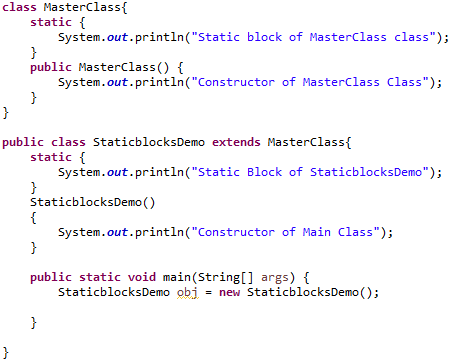 class MasterClass{
    static {
        System.out.println("Static block of MasterClass class");
    }
    public MasterClass() {
        System.out.println("Constructor of MasterClass Class");
    }
}

public class StaticblocksDemo extends MasterClass{
    static {
        System.out.println("Static Block of StaticblocksDemo");
    }
    StaticblocksDemo()
    {
        System.out.println("Constructor of Main Class");
    }

    public static void main(String[] args) {
        StaticblocksDemo obj = new StaticblocksDemo();

    }

}